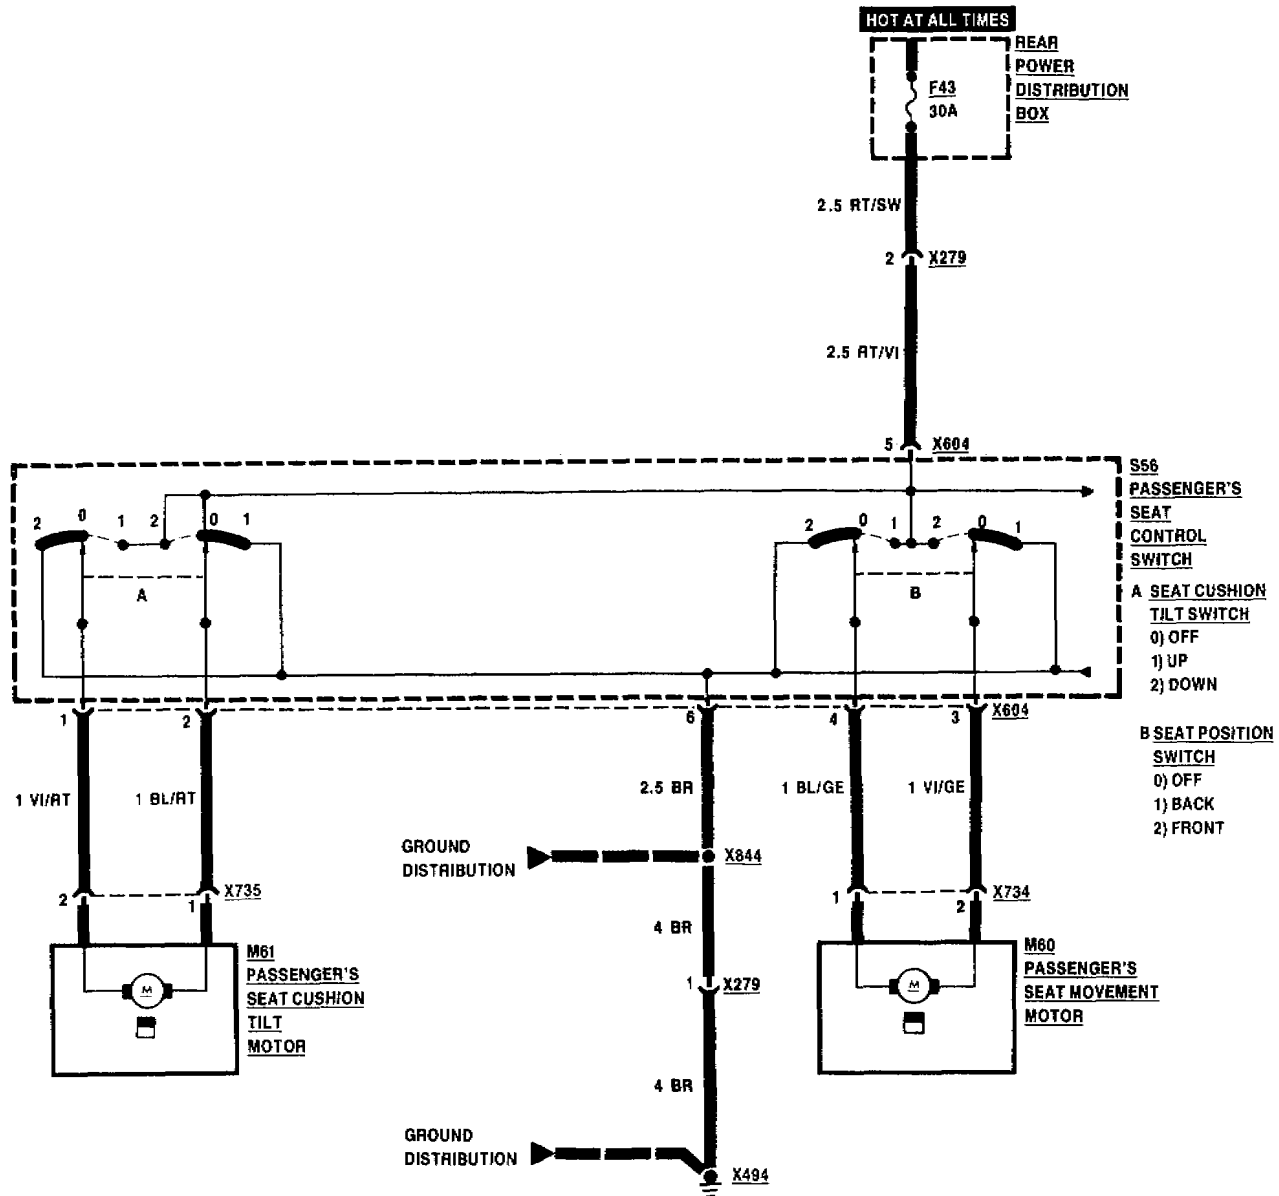 HOT AT ALL TIMES
REAR
POWER
DISTRIBUTION
BOX
F43
30A
2.5 RT/SW
2 X279
2.5 RT/VI
5 X604
S56
PASSENGER'S
SEAT
CONTROL
SWITCH
2 0 1 2 0 1
2 0 1 2 0 1
A
B
A SEAT CUSHION
TILT SWITCH
0) OFF
1) UP
2) DOWN
1 2 6 4 3 X604
B SEAT POSITION
SWITCH
0) OFF
1) BACK
2) FRONT
1 VI/RT 1 BL/RT 2.5 BR 1 BL/GE 1 VI/GE
GROUND
DISTRIBUTION
X844
2 1 X735
1 2 X734
4 BR
M61
PASSENGER'S
SEAT CUSHION
TILT
MOTOR
M
1 X279
M60
PASSENGER'S
SEAT MOVEMENT
MOTOR
M
4 BR
GROUND
DISTRIBUTION
X494